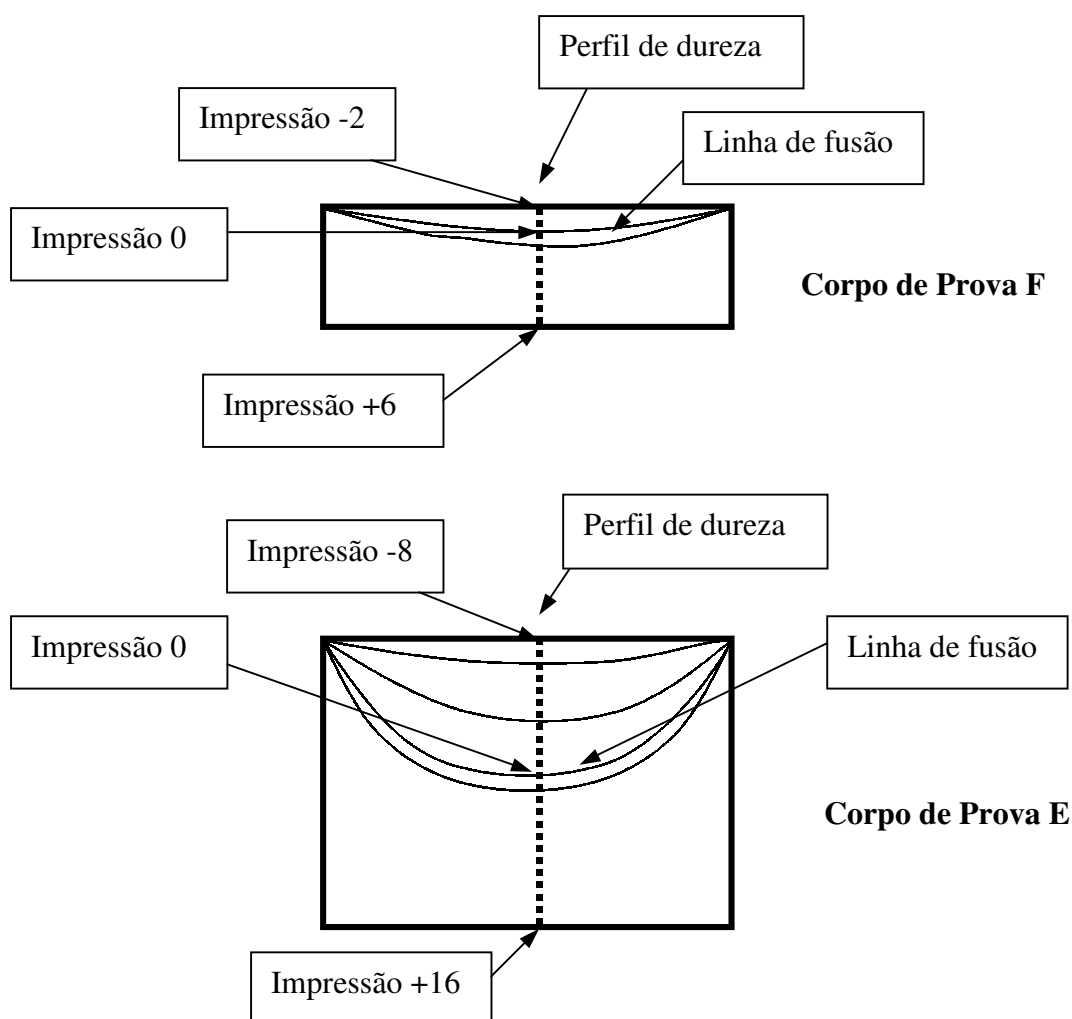 Perfil de dureza
Impressão -2
Linha de fusão
Impressão 0
Corpo de Prova F
Impressão +6
Perfil de dureza
Impressão -8
Impressão 0
Linha de fusão
Corpo de Prova E
Impressão +16